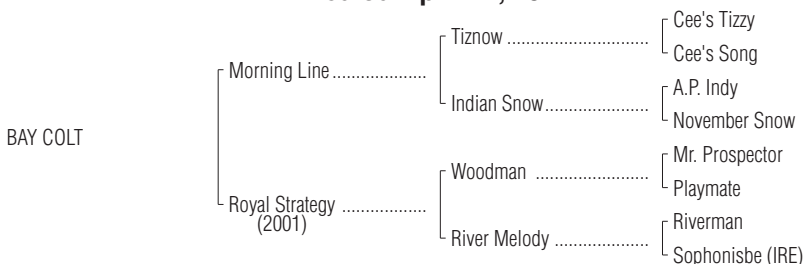 Cee's Tizzy
Tiznow
Cee's Song
Morning Line
A.P. Indy
Indian Snow
November Snow
BAY COLT
Mr. Prospector
Woodman
Playmate
Royal Strategy
(2001)
Riverman
River Melody
Sophonisbe (IRE)